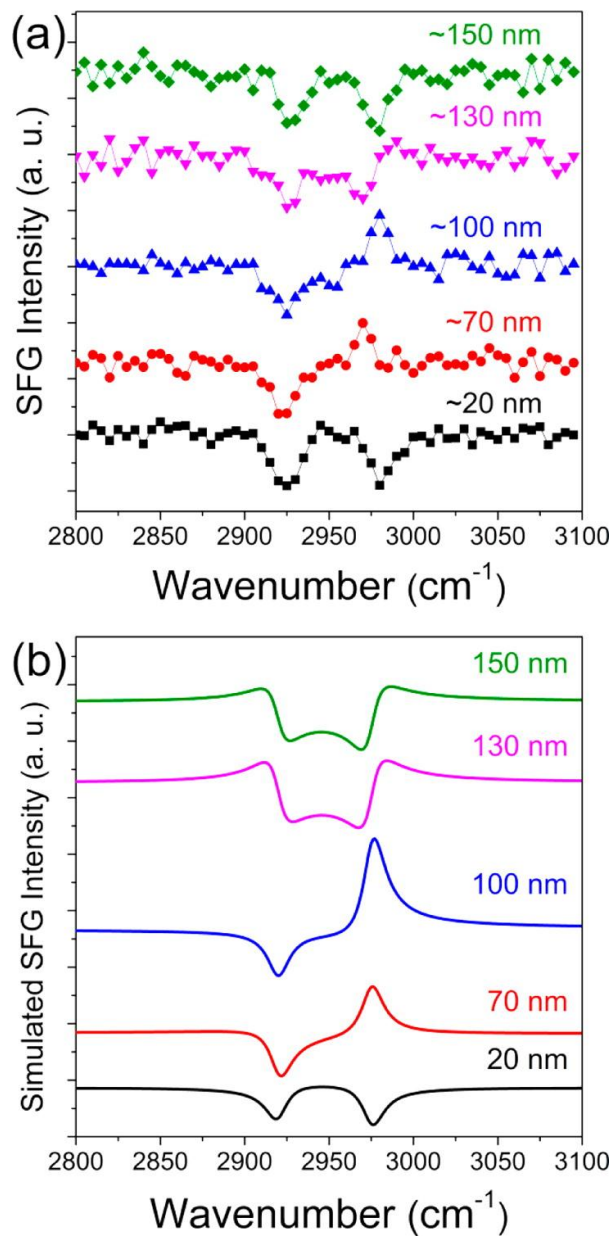 (a)
~150 nm
~130 nm
~100 nm
~70 nm
~20 nm
SFG Intensity (a. u.)
2800 2850 2900 2950 3000 3050 3100
Wavenumber (cm⁻¹)
(b)
150 nm
130 nm
100 nm
70 nm
20 nm
Simulated SFG Intensity (a. u.)
2800 2850 2900 2950 3000 3050 3100
Wavenumber (cm⁻¹)